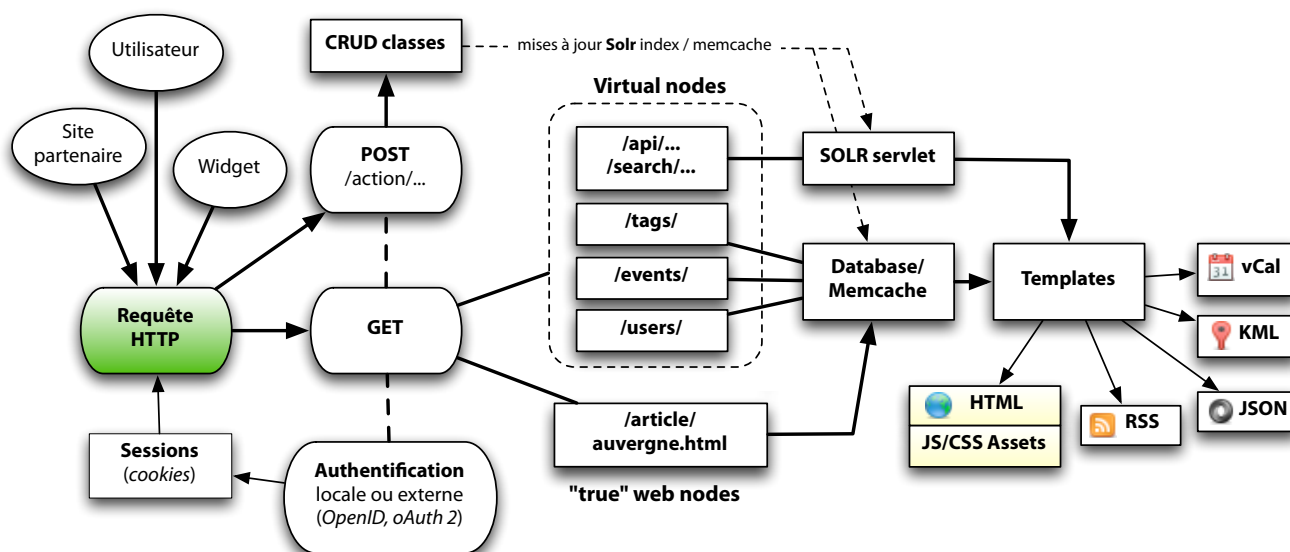 Utilisateur
CRUD classes
mises à jour Solr index / memcache
Virtual nodes
Site
partenaire
Widget
POST
/action/...
/api/...
/search/...
SOLR servlet
/tags/
/events/
/users/
Database/
Memcache
Templates
31
vCal
KML
Requête
HTTP
GET
HTML
JS/CSS Assets
RSS
JSON
/article/
auvergne.html
"true" web nodes
Sessions
(cookies)
Authentification
locale ou externe
(OpenID, oAuth 2)